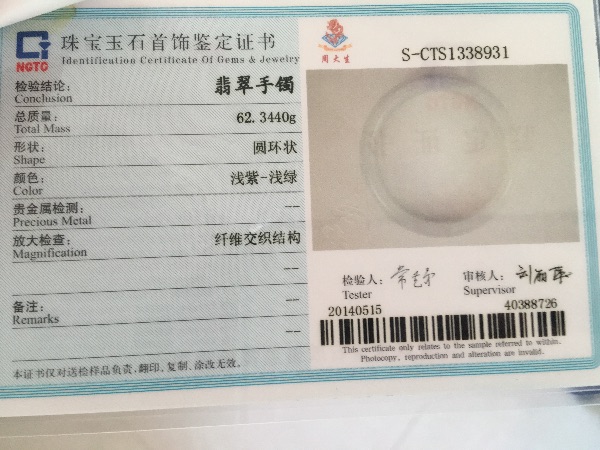 珠宝玉石首饰鉴定证书
Identification Certificate Of Gems & Jewelry
NGTC
检验结论: 翡翠手镯
Conclusion
总质量: 62.3440g
Total Mass
形状: 圆环状
Shape
颜色: 浅紫-浅绿
Color
贵金属检测: --
Precious Metal
放大检查: 纤维交织结构
Magnification
--
备注: --
Remarks
--
本证书仅对送检样品负责,翻印、复制、涂改无效。
周大生
S-CTS1338931
检验人:
Tester
审核人:
Supervisor
20140515
40388726
This certificate only relates to the sample referred to within.
Photocopy, reproduction and alteration are invalid.